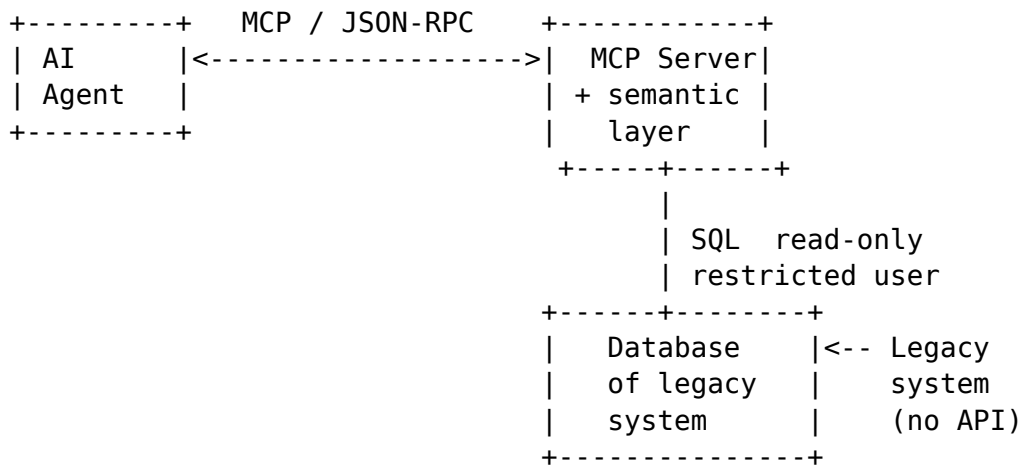 MCP / JSON-RPC
AI Agent
MCP Server
+ semantic
layer
SQL read-only
restricted user
Database
of legacy
system
Legacy
system
(no API)